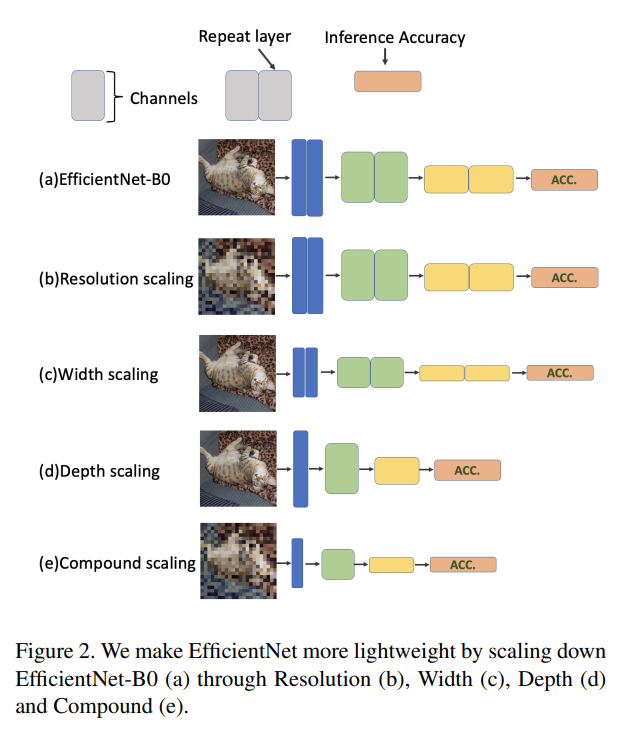 Repeat layer
Inference Accuracy
Channels
(a)EfficientNet-B0
ACC.
(b)Resolution scaling
ACC.
(c)Width scaling
ACC.
(d)Depth scaling
ACC.
(e)Compound scaling
ACC.
Figure 2. We make EfficientNet more lightweight by scaling down
EfficientNet-B0 (a) through Resolution (b), Width (c), Depth (d)
and Compound (e).